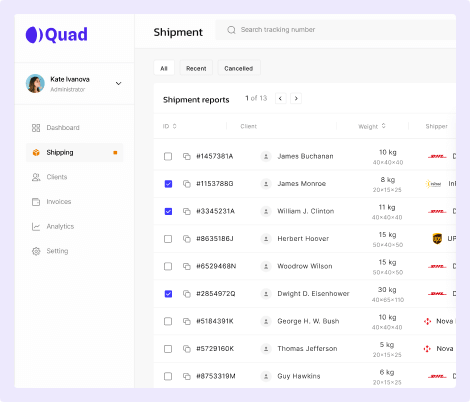 Quad
Shipment
Search tracking number
Kate Ivanova
Administrator
All
Recent
Cancelled
Shipment reports
1 of 13
Dashboard
Shipping
Clients
Invoices
Analytics
Setting
ID
Client
Weight
Shipper
#1457381A
James Buchanan
10 kg
40×40×40
DHL
D
#1153788G
James Monroe
8 kg
20×15×25
InP
#3345231A
William J. Clinton
11 kg
40×40×40
DHL
D
#8635186J
Herbert Hoover
15 kg
50×40×50
ups
UP
#6529468N
Woodrow Wilson
15 kg
50×40×50
DHL
D
#2854972Q
Dwight D. Eisenhower
30 kg
40×65×110
DHL
D
#5184391K
George H. W. Bush
10 kg
40×40×40
Nova
#5729160K
Thomas Jefferson
5 kg
20×15×25
Nova
#8753319M
Guy Hawkins
6 kg
20×15×25
DHL
D